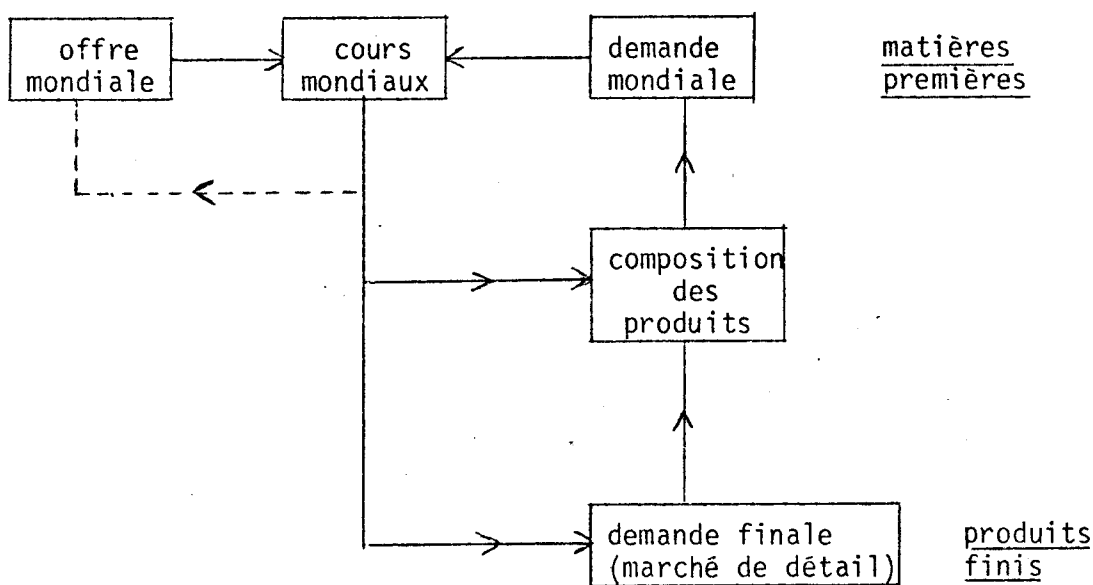 offre
mondiale
cours
mondiaux
demande
mondiale
matières
premières
composition
des
produits
demande finale
(marché de détail)
produits
finis